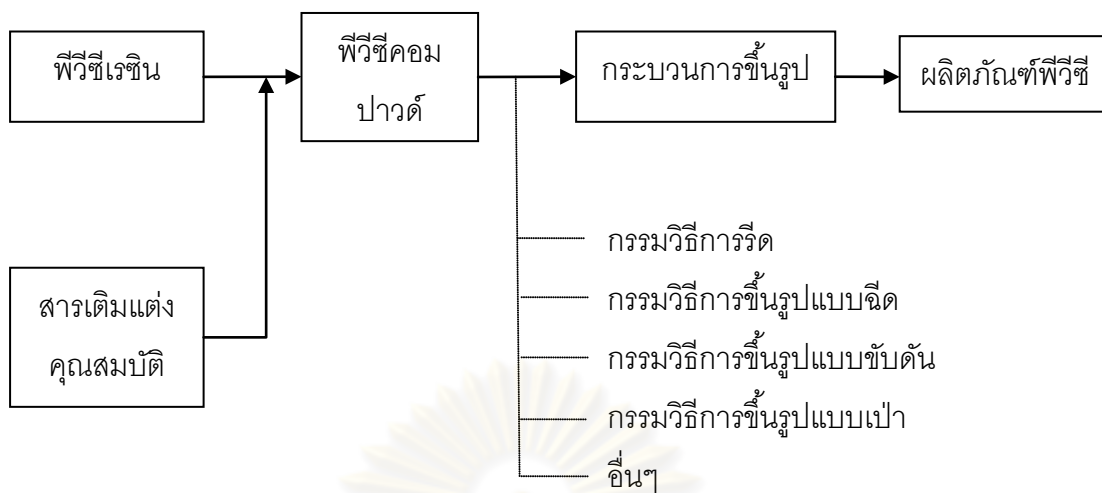 พีวีซีเรซิน
พีวีซีคอม
ปาวด์
กระบวนการขึ้นรูป
ผลิตภัณฑ์พีวีซี
สารเติมแต่ง
คุณสมบัติ
กรรมวิธีการรีด
กรรมวิธีการขึ้นรูปแบบฉีด
กรรมวิธีการขึ้นรูปแบบขับดัน
กรรมวิธีการขึ้นรูปแบบเป่า
อื่นๆ